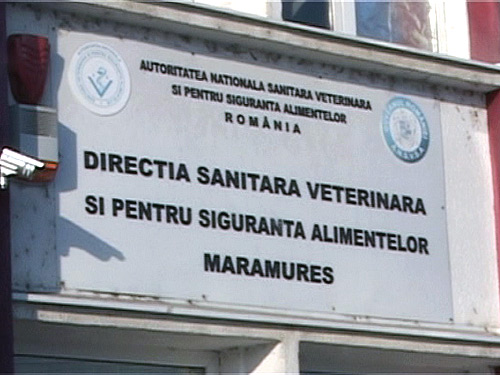 AUTORITATEA NATIONALA SANITARA VETERINARA
SI PENTRU SIGURANTA ALIMENTELOR
ROMÂNIA
DIRECTIA SANITARA VETERINARA
SI PENTRU SIGURANTA ALIMENTELOR
MARAMURES